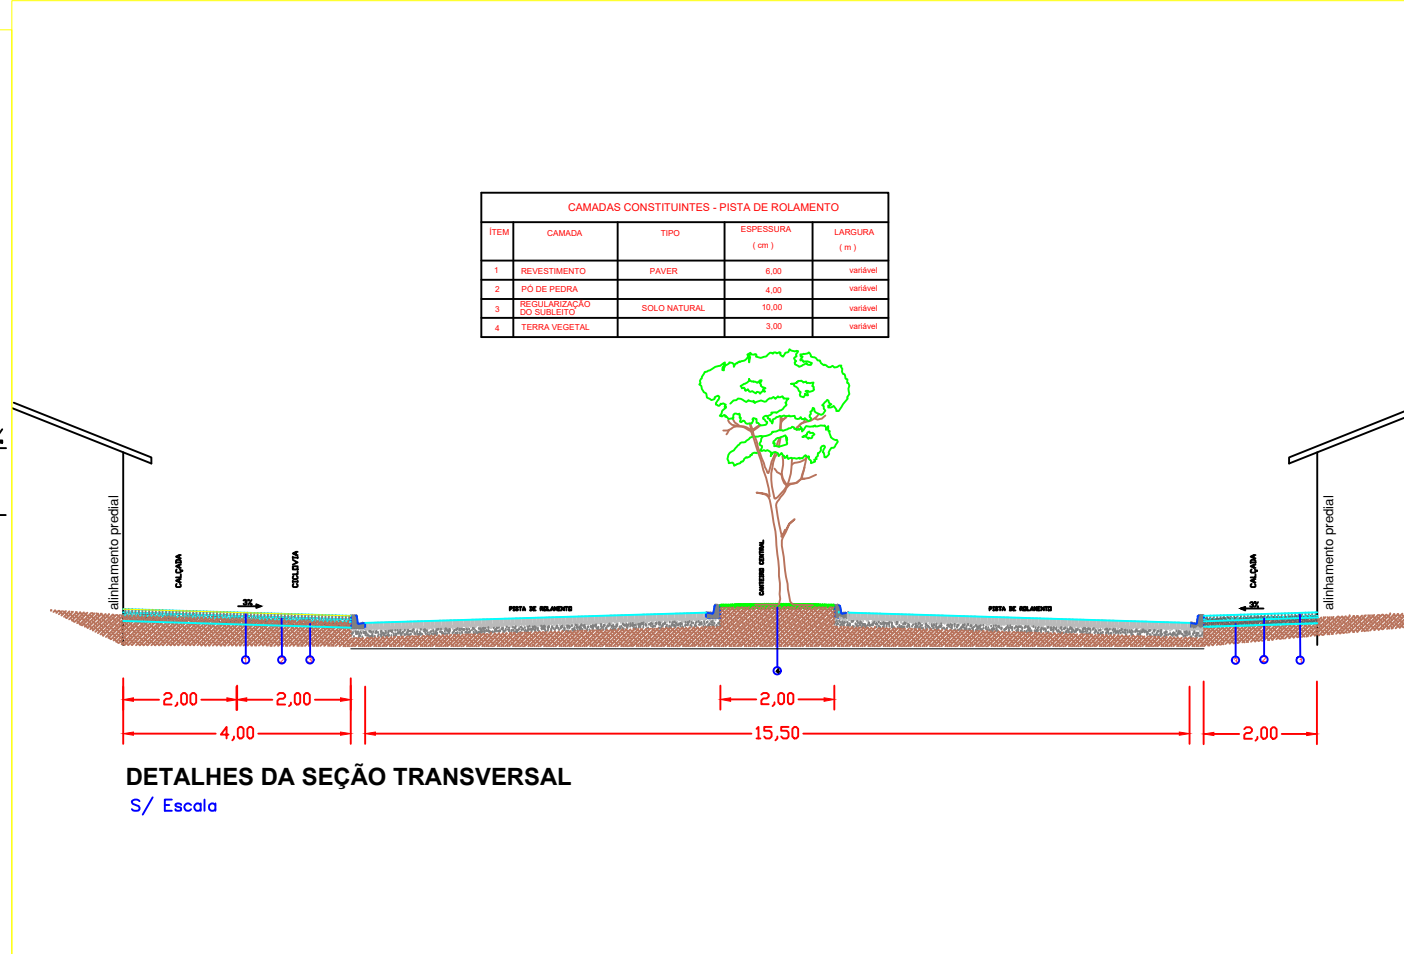 CAMADAS CONSTITUINTES - PISTA DE ROLAMENTO
ÍTEM CAMADA TIPO ESPESSURA ( cm ) LARGURA ( m )
1 REVESTIMENTO PAVER 6,00 variável
2 PÓ DE PEDRA 4,00 variável
3 REGULARIZAÇÃO DO SUBLEITO SOLO NATURAL 10,00 variável
4 TERRA VEGETAL 3,00 variável
alinhamento predial
CALÇADA
CICLOVIA
CANTEIRO CENTRAL
CALÇADA
alinhamento predial
3%
PISTA DE ROLAMENTO
PISTA DE ROLAMENTO
3%
2,00 2,00 2,00
4,00 15,50 2,00
DETALHES DA SEÇÃO TRANSVERSAL
S/ Escala